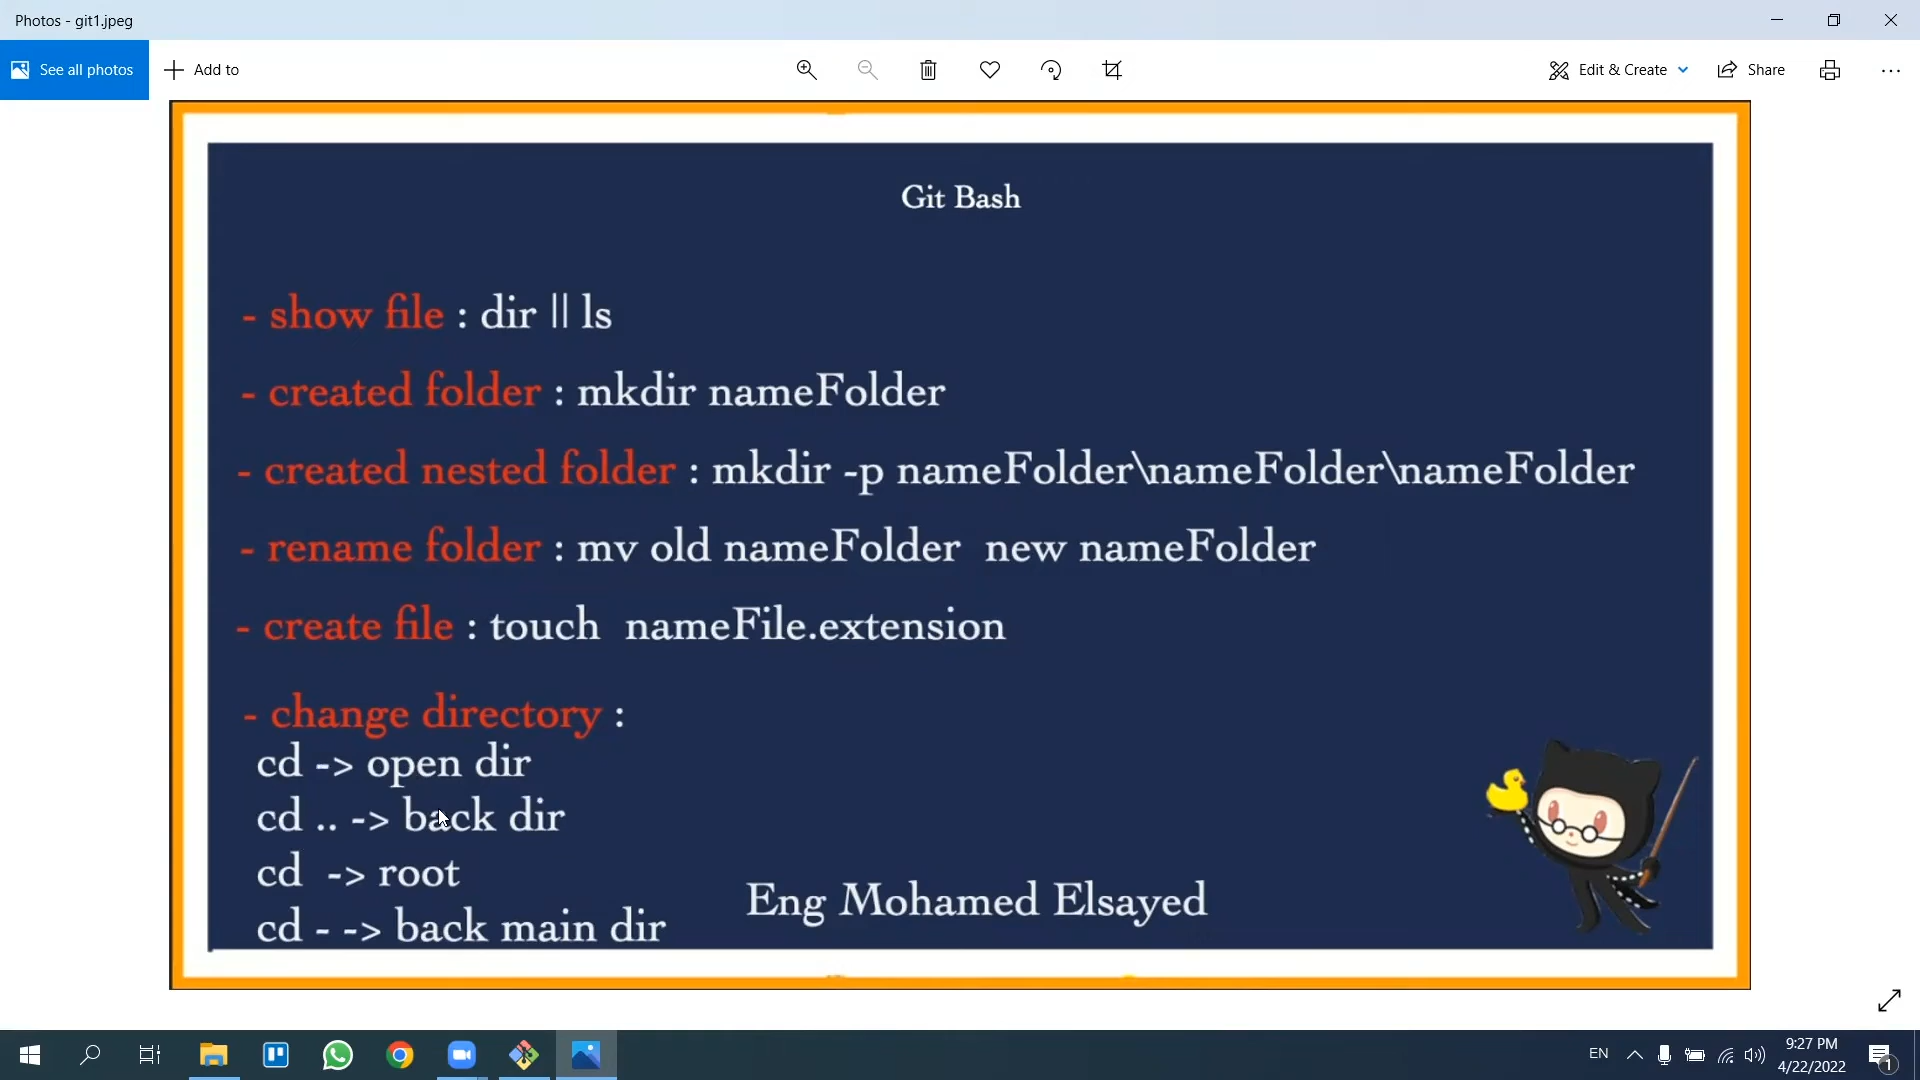 Photos - git1.jpeg
See all photos
Add to
Edit & Create
Share
Git Bash
- show file : dir || ls
- created folder : mkdir nameFolder
- created nested folder : mkdir -p nameFolder\nameFolder\nameFolder
- rename folder : mv old nameFolder  new nameFolder
- create file : touch  nameFile.extension
- change directory :
cd -> open dir
cd .. -> back dir
cd  -> root
cd - -> back main dir
Eng Mohamed Elsayed
EN
9:27 PM
4/22/2022
1